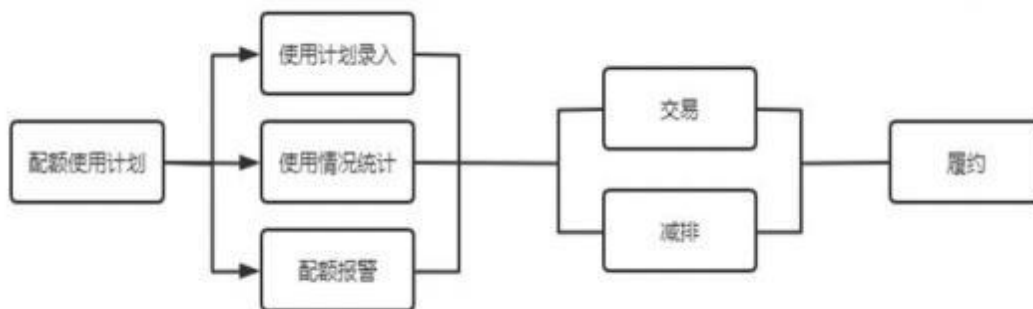 配额使用计划
使用计划录入
使用情况统计
配额报警
交易
减排
履约